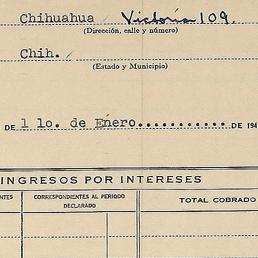 Chihuahua / Victoria 109.
(Dirección, calle y número)
Chih. /
(Estado y Municipio)
DE 1 lo. de Enero........... DE 194
INGRESOS POR INTERESES
NTES CORRESPONDIENTES AL PERIODO DECLARADO TOTAL COBRADO